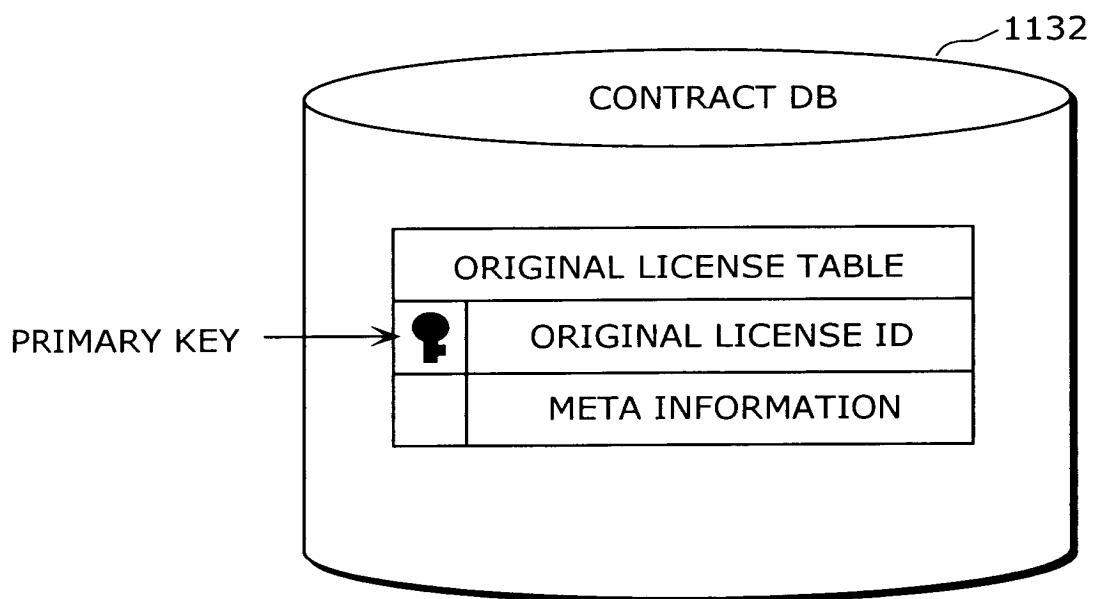 1132
CONTRACT DB
ORIGINAL LICENSE TABLE
PRIMARY KEY
ORIGINAL LICENSE ID
META INFORMATION